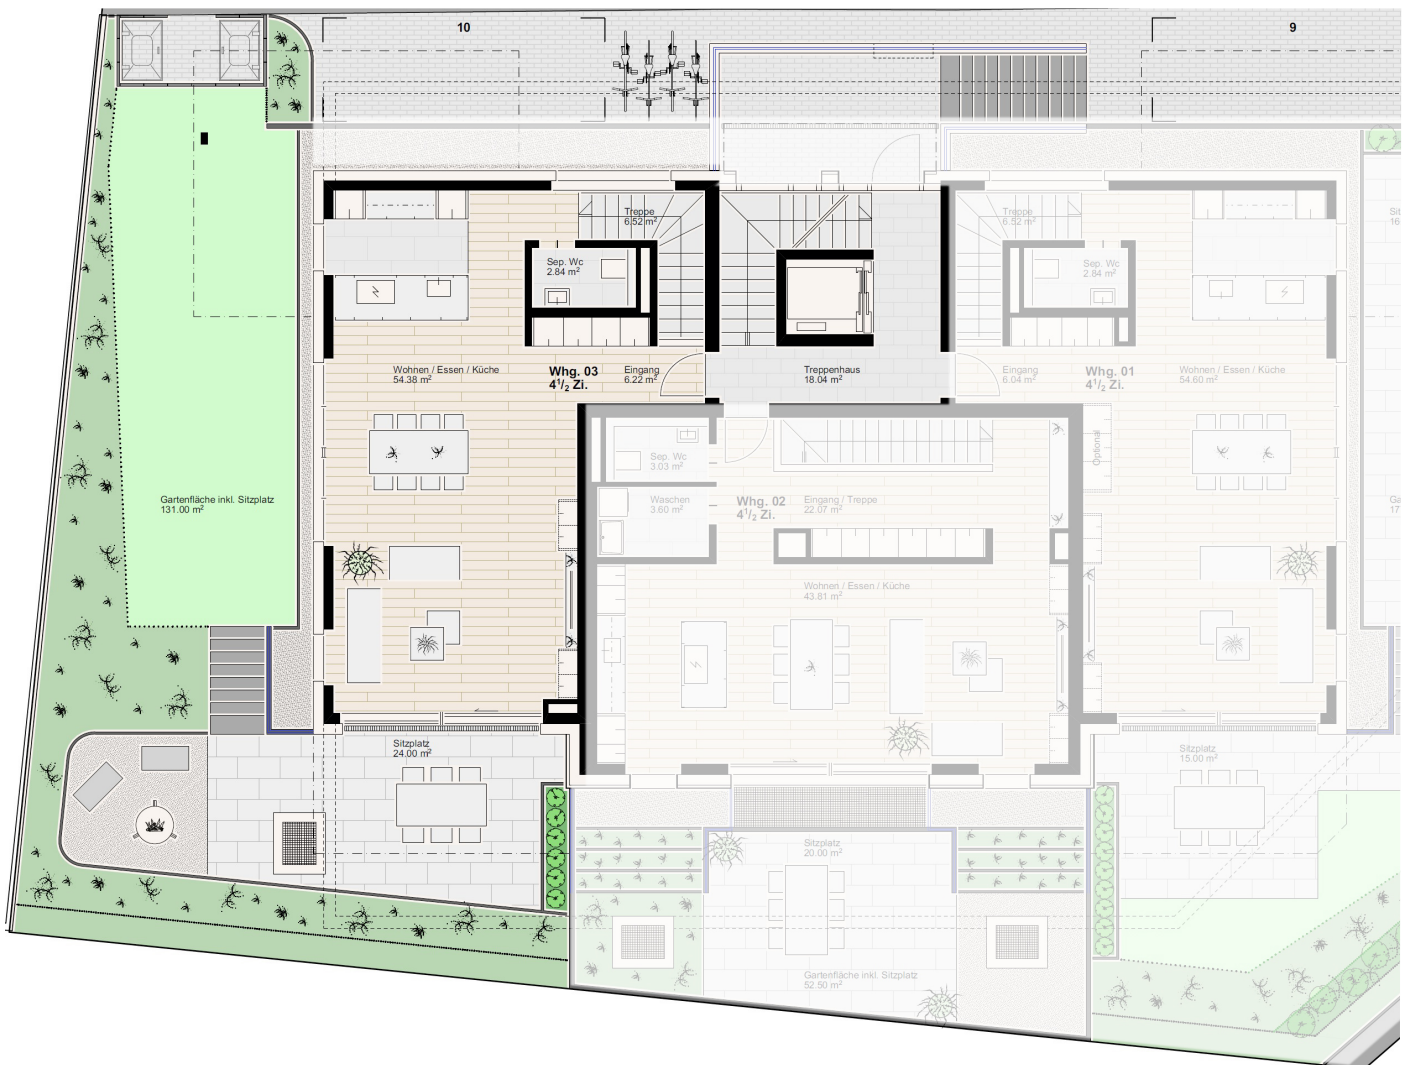 10
9
Treppe
6.52 m²
Sep. Wc
2.84 m²
Wohnen / Essen / Küche
54.38 m²
Whg. 03
4¹/₂ Zi.
Eingang
6.22 m²
Treppenhaus
18.04 m²
Treppe
6.52 m²
Sep. Wc
2.84 m²
Eingang
6.04 m²
Whg. 01
4¹/₂ Zi.
Wohnen / Essen / Küche
54.60 m²
Sit
16
Optional
Sep. Wc
3.03 m²
Waschen
3.60 m²
Whg. 02
4¹/₂ Zi.
Eingang / Treppe
22.07 m²
Gartenfläche inkl. Sitzplatz
131.00 m²
Ga
17
Wohnen / Essen / Küche
43.81 m²
Sitzplatz
24.00 m²
Sitzplatz
15.00 m²
Sitzplatz
20.00 m²
Gartenfläche inkl. Sitzplatz
52.50 m²